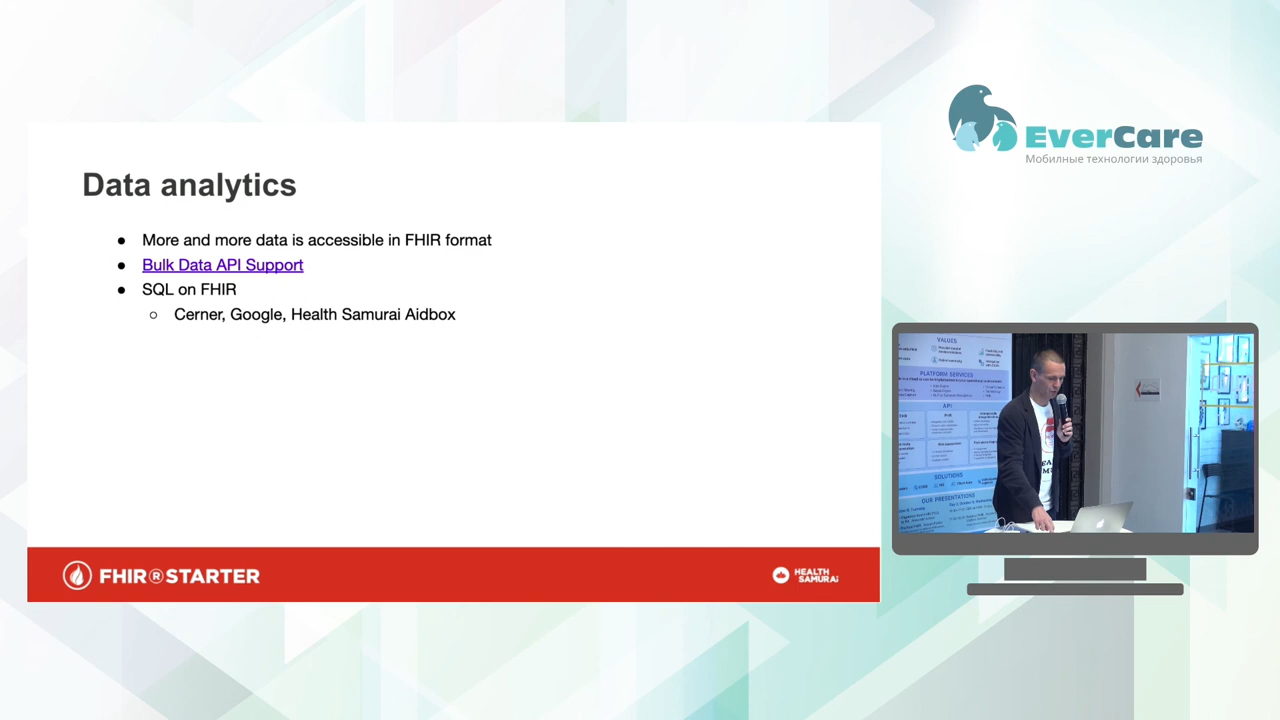 Data analytics
● More and more data is accessible in FHIR format
● Bulk Data API Support
● SQL on FHIR
○ Cerner, Google, Health Samurai Aidbox
FHIR®STARTER
HEALTH
SAMURAI
EverCare
Мобилные технологии здоровья
VALUES
PLATFORM SERVICES
API
SOLUTIONS
OUR PRESENTATIONS